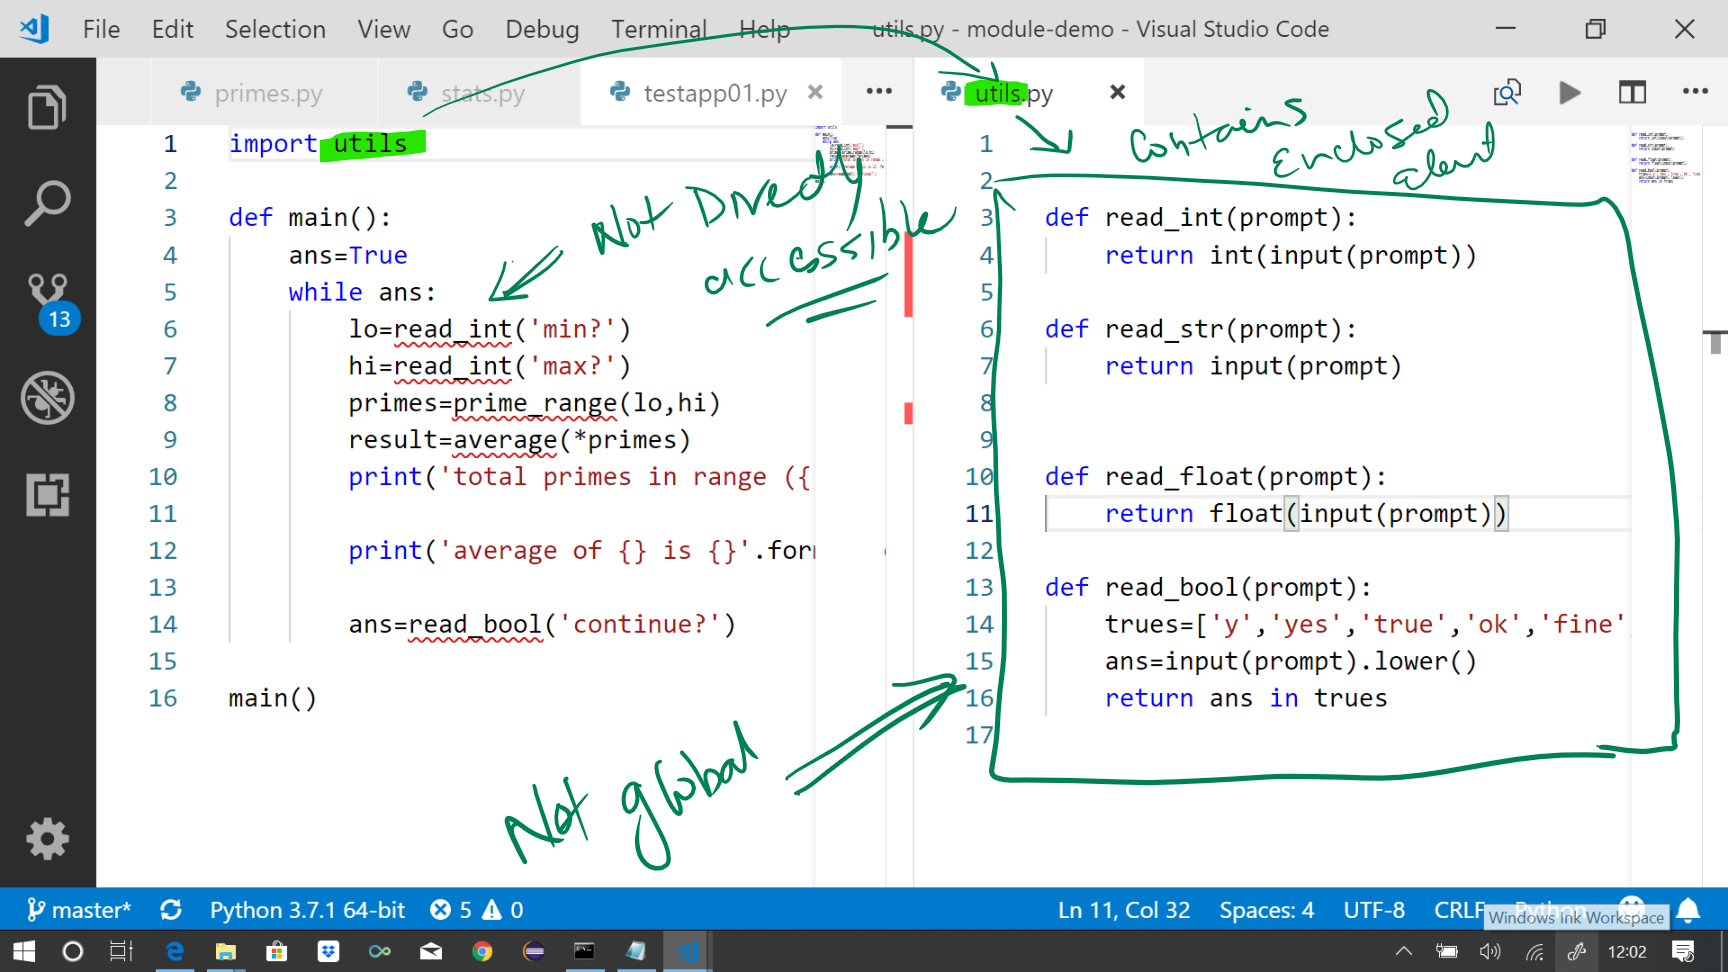 File Edit Selection View Go Debug Terminal Help utils.py - module-demo - Visual Studio Code
primes.py stats.py testapp01.py utils.py
1 import utils
2
3 def main():
4 ans=True
5 while ans:
6 lo=read_int('min?')
7 hi=read_int('max?')
8 primes=prime_range(lo,hi)
9 result=average(*primes)
10 print('total primes in range ({
11
12 print('average of {} is {}'.for
13
14 ans=read_bool('continue?')
15
16 main()
Not Directly
accessible
Not global
Contains
Enclosed
1
2
3 def read_int(prompt):
4 return int(input(prompt))
5
6 def read_str(prompt):
7 return input(prompt)
8
9
10 def read_float(prompt):
11 return float(input(prompt))
12
13 def read_bool(prompt):
14 trues=['y','yes','true','ok','fine'
15 ans=input(prompt).lower()
16 return ans in trues
17
13
master* Python 3.7.1 64-bit 5 0 Ln 11, Col 32 Spaces: 4 UTF-8 CRLF Python
Windows Ink Workspace
12:02